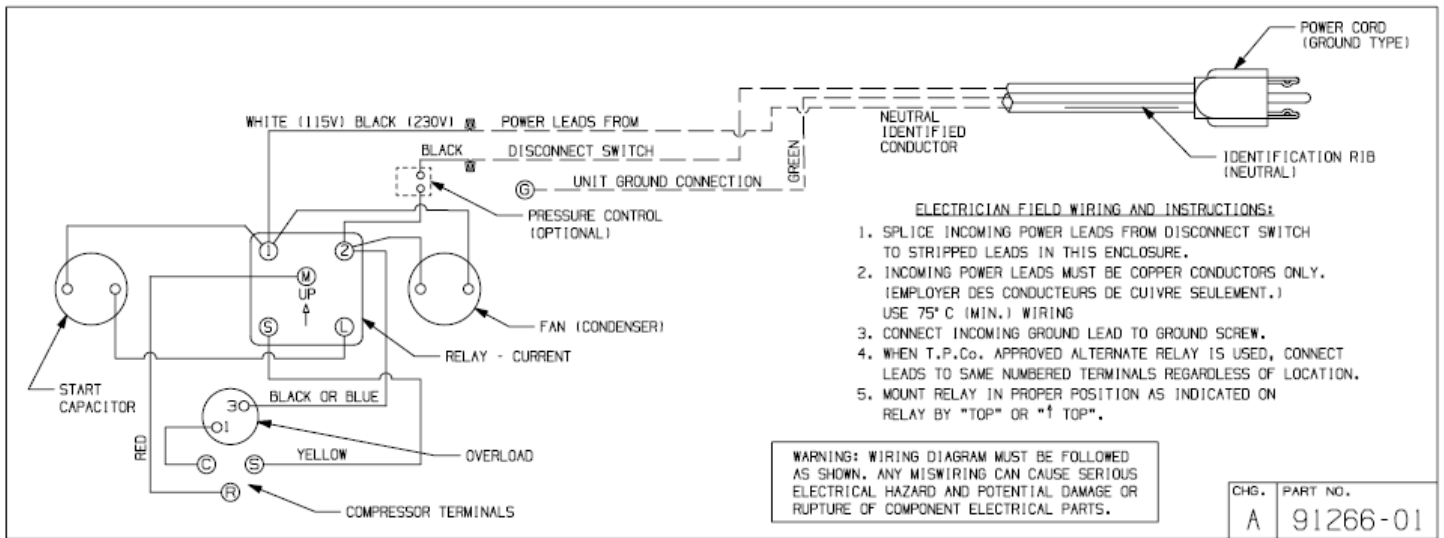 POWER CORD
(GROUND TYPE)
WHITE (115V) BLACK (230V)
POWER LEADS FROM
NEUTRAL
IDENTIFIED
CONDUCTOR
BLACK
DISCONNECT SWITCH
GREEN
IDENTIFICATION RIB
(NEUTRAL)
G
UNIT GROUND CONNECTION
PRESSURE CONTROL
(OPTIONAL)
1
2
M
UP
S
L
FAN (CONDENSER)
RELAY - CURRENT
START
CAPACITOR
BLACK OR BLUE
3
1
OVERLOAD
RED
C
S
YELLOW
R
COMPRESSOR TERMINALS
ELECTRICIAN FIELD WIRING AND INSTRUCTIONS:
1. SPLICE INCOMING POWER LEADS FROM DISCONNECT SWITCH
TO STRIPPED LEADS IN THIS ENCLOSURE.
2. INCOMING POWER LEADS MUST BE COPPER CONDUCTORS ONLY.
(EMPLOYER DES CONDUCTEURS DE CUIVRE SEULEMENT.)
USE 75° C (MIN.) WIRING
3. CONNECT INCOMING GROUND LEAD TO GROUND SCREW.
4. WHEN T.P.Co. APPROVED ALTERNATE RELAY IS USED, CONNECT
LEADS TO SAME NUMBERED TERMINALS REGARDLESS OF LOCATION.
5. MOUNT RELAY IN PROPER POSITION AS INDICATED ON
RELAY BY "TOP" OR "↑ TOP".
WARNING: WIRING DIAGRAM MUST BE FOLLOWED
AS SHOWN. ANY MISWIRING CAN CAUSE SERIOUS
ELECTRICAL HAZARD AND POTENTIAL DAMAGE OR
RUPTURE OF COMPONENT ELECTRICAL PARTS.
CHG.
A
PART NO.
91266-01